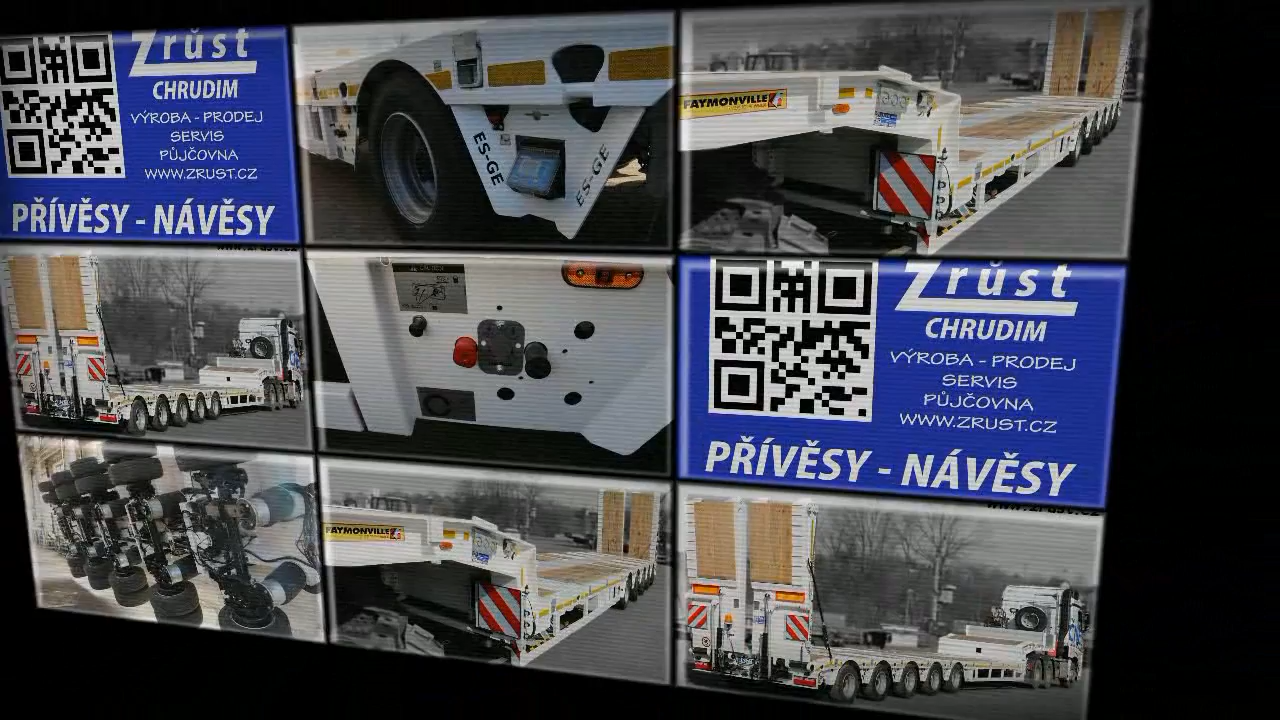 Zrůst
CHRUDIM
VÝROBA - PRODEJ
SERVIS
PŮJČOVNA
WWW.ZRUST.CZ
PŘÍVĚSY - NÁVĚSY
ES-GE
ES-GE
FAYMONVILLE
Zrůst
CHRUDIM
VÝROBA - PRODEJ
SERVIS
PŮJČOVNA
WWW.ZRUST.CZ
PŘÍVĚSY - NÁVĚSY
FAYMONVILLE